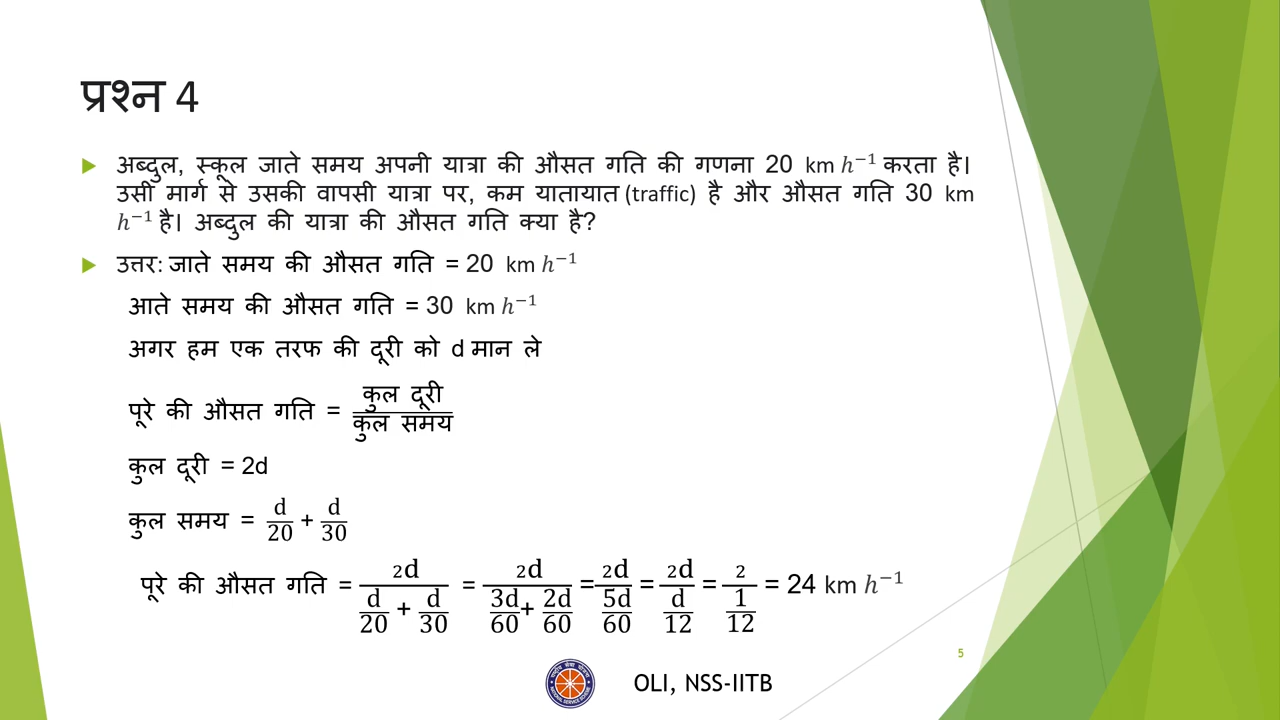 प्रश्न 4
अब्दुल, स्कूल जाते समय अपनी यात्रा की औसत गति की गणना 20 km h⁻¹ करता है।
उसी मार्ग से उसकी वापसी यात्रा पर, कम यातायात (traffic) है और औसत गति 30 km
h⁻¹ है। अब्दुल की यात्रा की औसत गति क्या है?
उत्तर: जाते समय की औसत गति = 20 km h⁻¹
आते समय की औसत गति = 30 km h⁻¹
अगर हम एक तरफ की दूरी को d मान ले
पूरे की औसत गति = कुल दूरी / कुल समय
कुल दूरी = 2d
कुल समय = d/20 + d/30
पूरे की औसत गति = 2d / (d/20 + d/30) = 2d / (3d/60 + 2d/60) = 2d / (5d/60) = 2d / (d/12) = 2 / (1/12) = 24 km h⁻¹
5
OLI, NSS-IITB